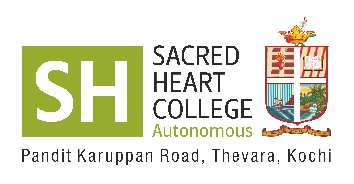 SH
SACRED
HEART
COLLEGE
Autonomous
Pandit Karuppan Road, Thevara, Kochi